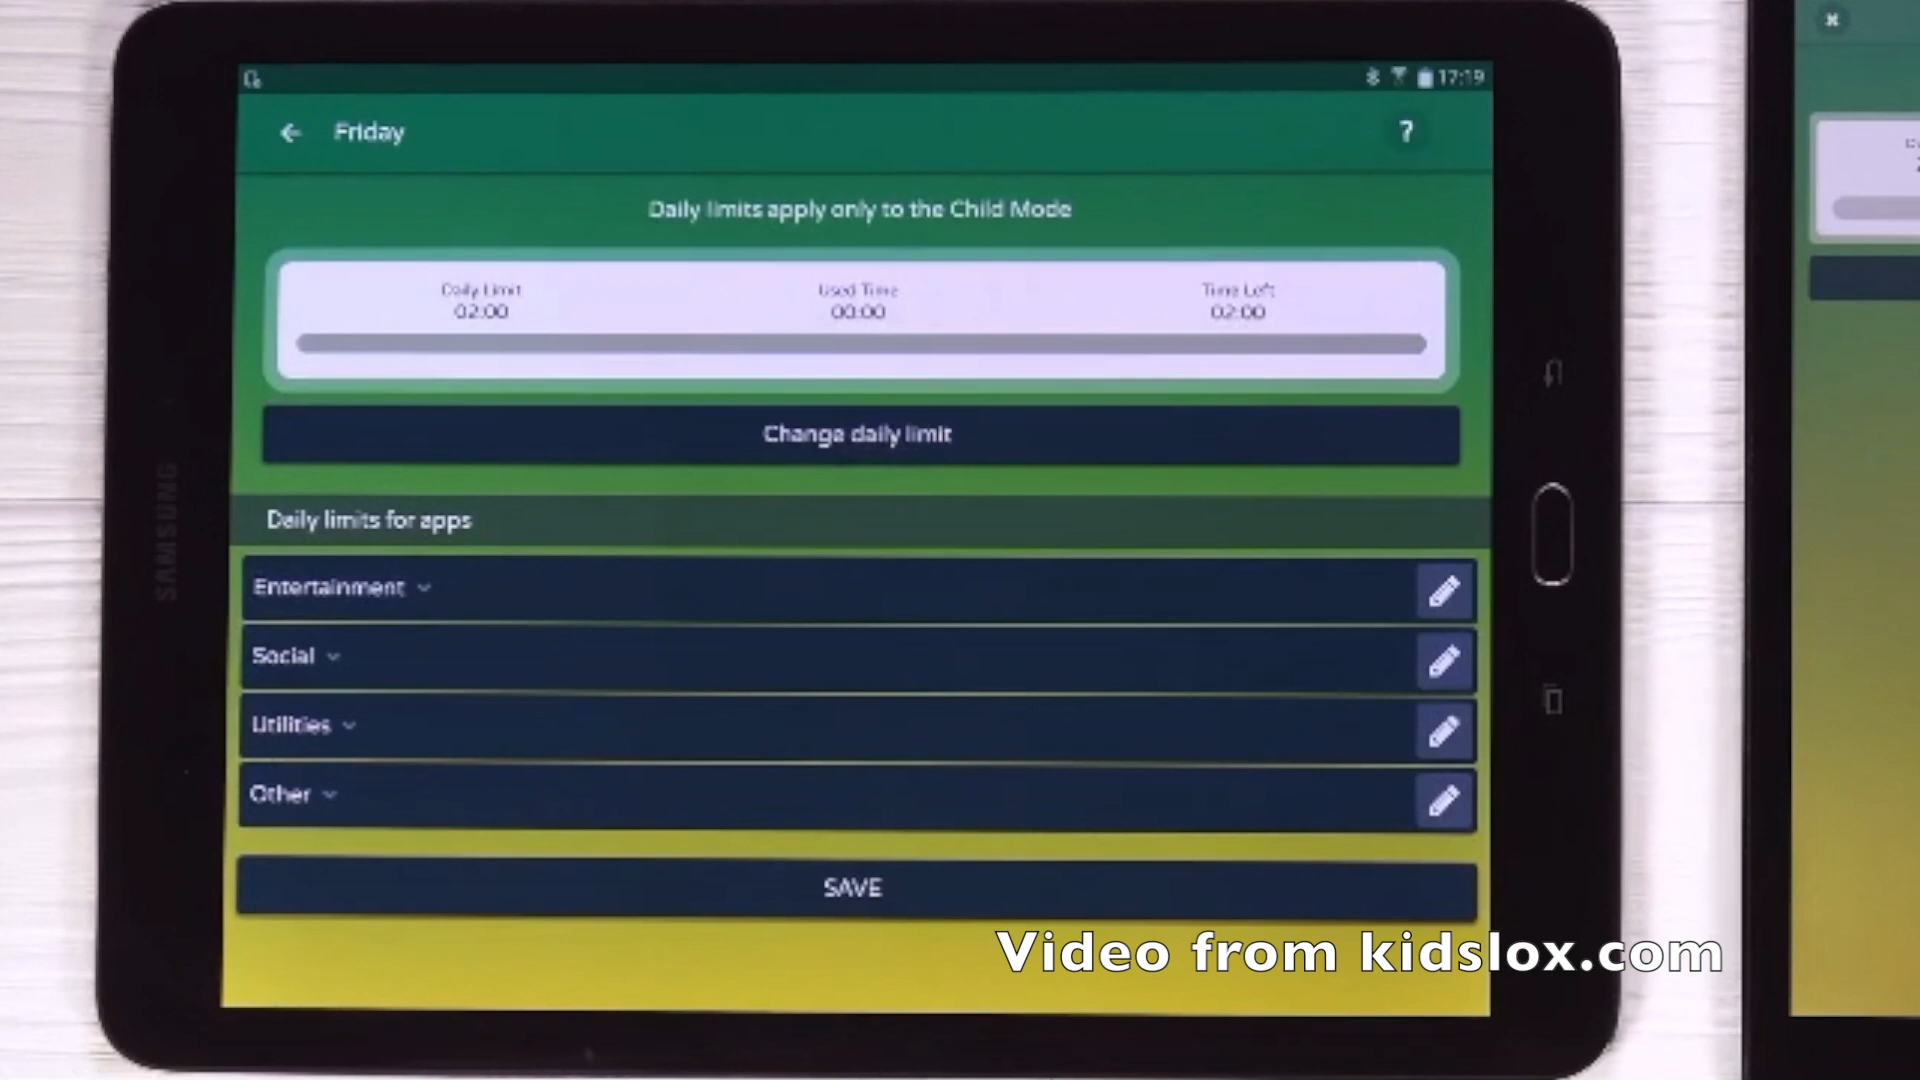 17:19
Friday
?
Daily limits apply only to the Child Mode
Daily Limit
02:00
Used Time
00:00
Time Left
02:00
Change daily limit
Daily limits for apps
Entertainment
Social
Utilities
Other
SAVE
SAMSUNG
Video from kidslox.com